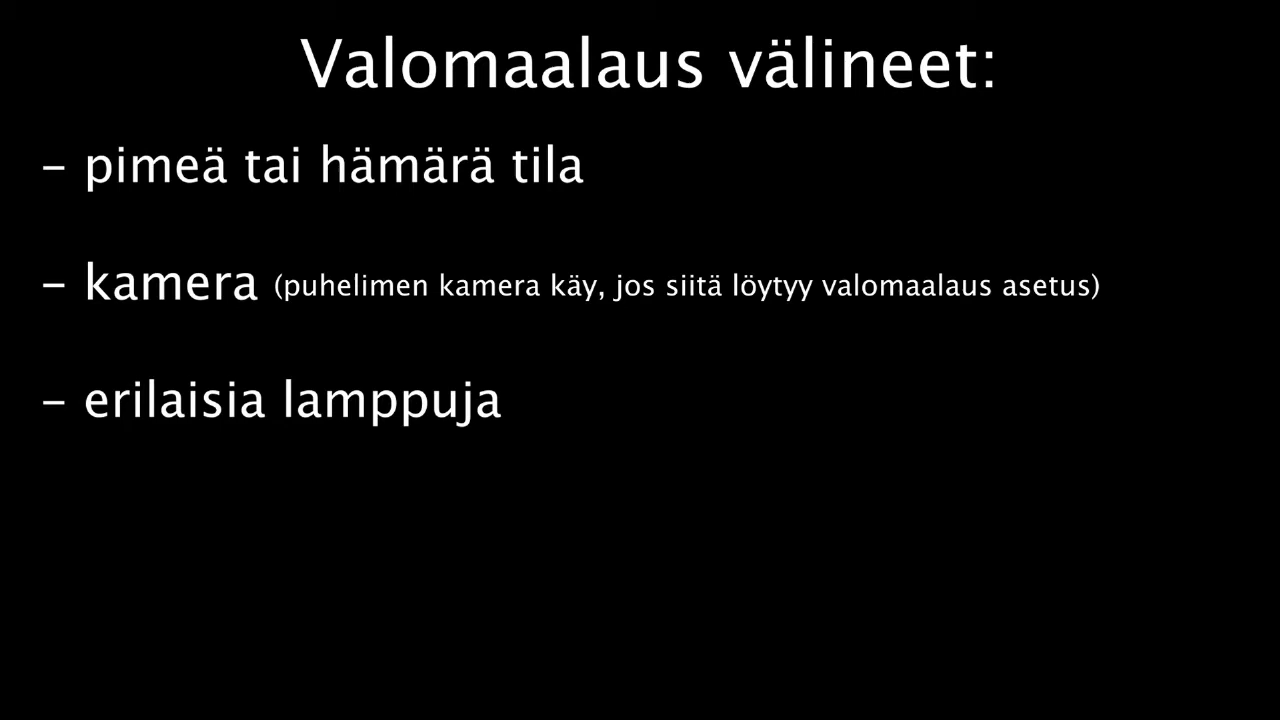 Valomaalaus välineet:
- pimeä tai hämärä tila
- kamera (puhelimen kamera käy, jos siitä löytyy valomaalaus asetus)
- erilaisia lamppuja